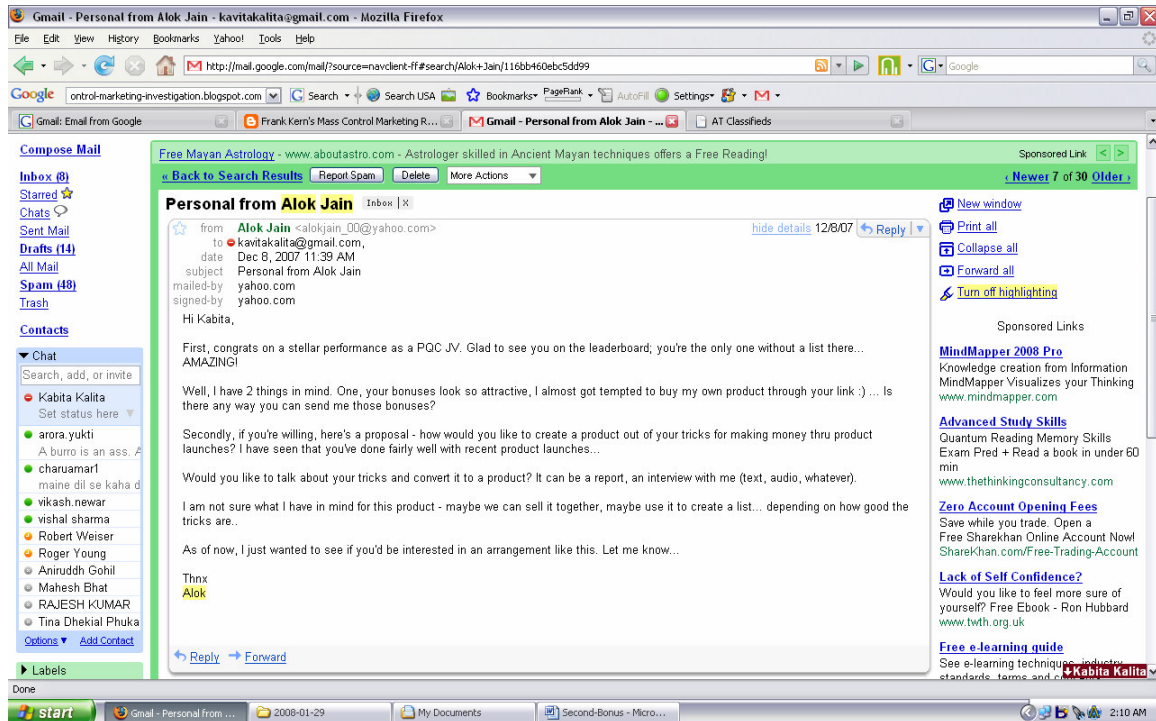 Gmail - Personal from Alok Jain - kavitakalita@gmail.com - Mozilla Firefox
File Edit View History Bookmarks Yahoo! Tools Help
http://mail.google.com/mail/?source=navclient-ff#search/Alok+Jain/116bb460ebc5dd99
G Google
Google ontrol-marketing-investigation.blogspot.com Search Search USA Bookmarks PageRank AutoFill Settings
Gmail: Email from Google Frank Kern's Mass Control Marketing R... Gmail - Personal from Alok Jain - ... AT Classifieds
Compose Mail
Inbox (8)
Starred
Chats
Sent Mail
Drafts (14)
All Mail
Spam (48)
Trash
Contacts
Chat
Search, add, or invite
Kabita Kalita
Set status here
arora.yukti
A burro is an ass. A
charuamar1
maine dil se kaha d
vikash.newar
vishal sharma
Robert Weiser
Roger Young
Aniruddh Gohil
Mahesh Bhat
RAJESH KUMAR
Tina Dhekial Phuka
Options Add Contact
Labels
Free Mayan Astrology - www.aboutastro.com - Astrologer skilled in Ancient Mayan techniques offers a Free Reading! Sponsored Link < >
« Back to Search Results Report Spam Delete More Actions ‹ Newer 7 of 30 Older ›
Personal from Alok Jain Inbox | X
from Alok Jain <alokjain_00@yahoo.com> hide details 12/8/07 Reply
to kavitakalita@gmail.com,
date Dec 8, 2007 11:39 AM
subject Personal from Alok Jain
mailed-by yahoo.com
signed-by yahoo.com
Hi Kabita,
First, congrats on a stellar performance as a PQC JV. Glad to see you on the leaderboard; you're the only one without a list there...
AMAZING!
Well, I have 2 things in mind. One, your bonuses look so attractive, I almost got tempted to buy my own product through your link :) ... Is
there any way you can send me those bonuses?
Secondly, if you're willing, here's a proposal - how would you like to create a product out of your tricks for making money thru product
launches? I have seen that you've done fairly well with recent product launches...
Would you like to talk about your tricks and convert it to a product? It can be a report, an interview with me (text, audio, whatever).
I am not sure what I have in mind for this product - maybe we can sell it together, maybe use it to create a list... depending on how good the
tricks are..
As of now, I just wanted to see if you'd be interested in an arrangement like this. Let me know...
Thnx
Alok
Reply Forward
New window
Print all
Collapse all
Forward all
Turn off highlighting
Sponsored Links
MindMapper 2008 Pro
Knowledge creation from Information
MindMapper Visualizes your Thinking
www.mindmapper.com
Advanced Study Skills
Quantum Reading Memory Skills
Exam Pred + Read a book in under 60
min
www.thethinkingconsultancy.com
Zero Account Opening Fees
Save while you trade. Open a
Free Sharekhan Online Account Now!
ShareKhan.com/Free-Trading-Account
Lack of Self Confidence?
Would you like to feel more sure of
yourself? Free Ebook - Ron Hubbard
www.twth.org.uk
Free e-learning guide
See e-learning techniques, industry
standards, terms and
Kabita Kalita
Done
start Gmail - Personal from ... 2008-01-29 My Documents Second-Bonus - Micro... 2:10 AM